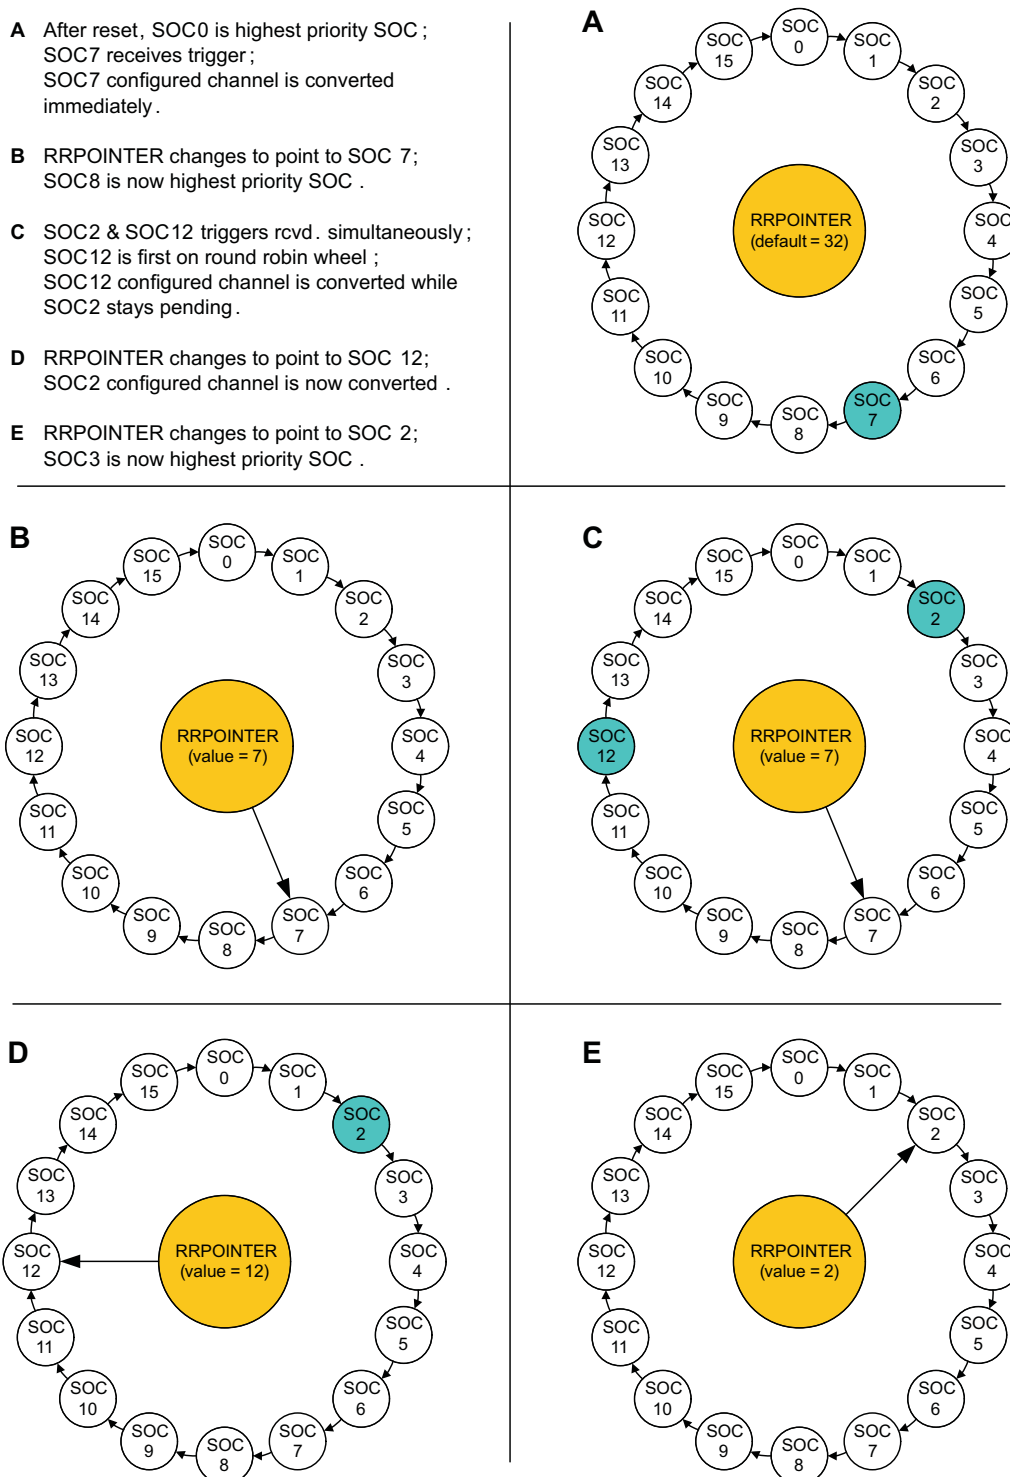 A After reset, SOC0 is highest priority SOC ;
SOC7 receives trigger ;
SOC7 configured channel is converted
immediately .
B RRPOINTER changes to point to SOC 7;
SOC8 is now highest priority SOC .
C SOC2 & SOC12 triggers rcvd . simultaneously ;
SOC12 is first on round robin wheel ;
SOC12 configured channel is converted while
SOC2 stays pending .
D RRPOINTER changes to point to SOC 12;
SOC2 configured channel is now converted .
E RRPOINTER changes to point to SOC 2;
SOC3 is now highest priority SOC .
A
SOC
0
SOC
1
SOC
2
SOC
3
SOC
4
SOC
5
SOC
6
SOC
7
SOC
8
SOC
9
SOC
10
SOC
11
SOC
12
SOC
13
SOC
14
SOC
15
RRPOINTER
(default = 32)
B
SOC
0
SOC
1
SOC
2
SOC
3
SOC
4
SOC
5
SOC
6
SOC
7
SOC
8
SOC
9
SOC
10
SOC
11
SOC
12
SOC
13
SOC
14
SOC
15
RRPOINTER
(value = 7)
C
SOC
0
SOC
1
SOC
2
SOC
3
SOC
4
SOC
5
SOC
6
SOC
7
SOC
8
SOC
9
SOC
10
SOC
11
SOC
12
SOC
13
SOC
14
SOC
15
RRPOINTER
(value = 7)
D
SOC
0
SOC
1
SOC
2
SOC
3
SOC
4
SOC
5
SOC
6
SOC
7
SOC
8
SOC
9
SOC
10
SOC
11
SOC
12
SOC
13
SOC
14
SOC
15
RRPOINTER
(value = 12)
E
SOC
0
SOC
1
SOC
2
SOC
3
SOC
4
SOC
5
SOC
6
SOC
7
SOC
8
SOC
9
SOC
10
SOC
11
SOC
12
SOC
13
SOC
14
SOC
15
RRPOINTER
(value = 2)